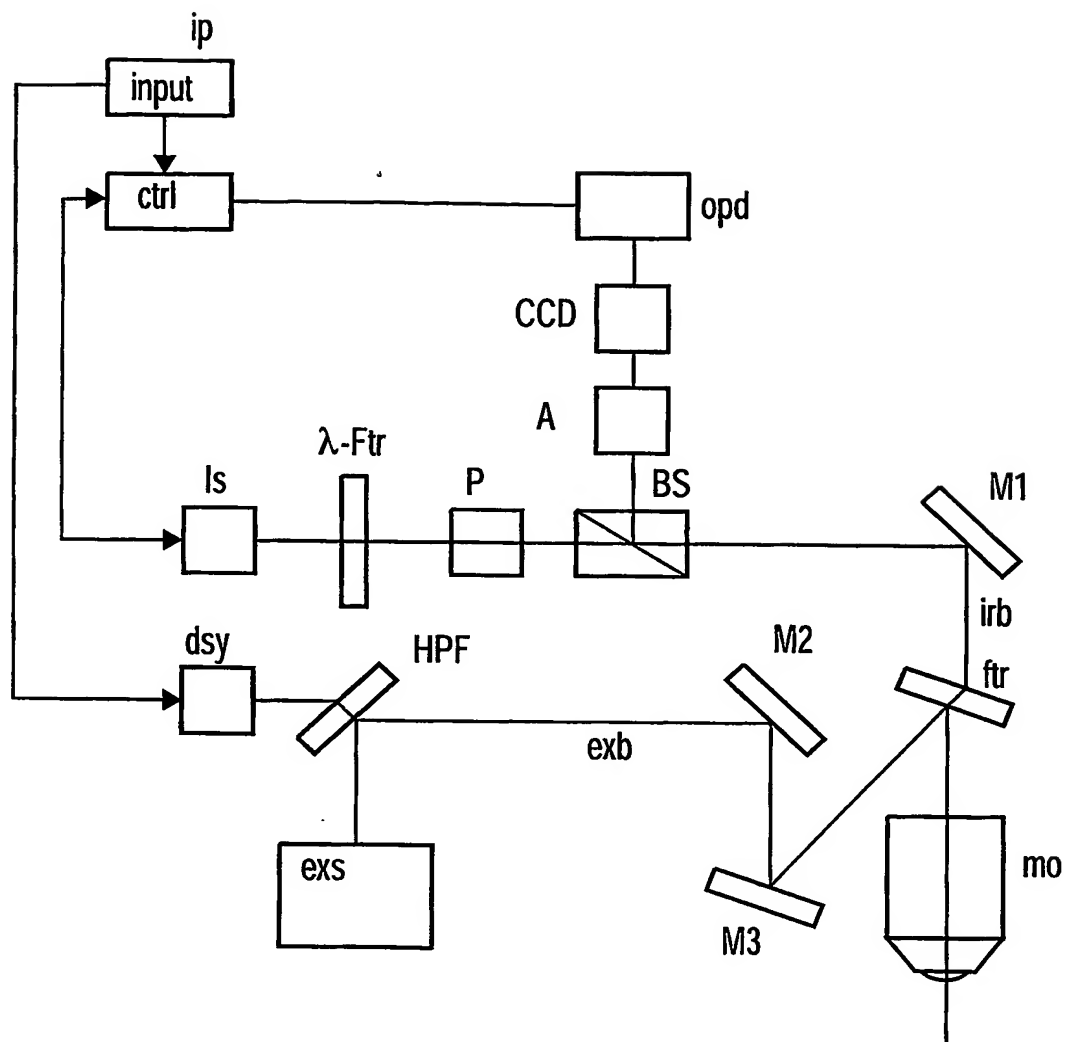 ip
input
ctrl
opd
CCD
A
λ-Ftr
ls
P
BS
M1
irb
dsy
HPF
M2
ftr
exb
exs
mo
M3